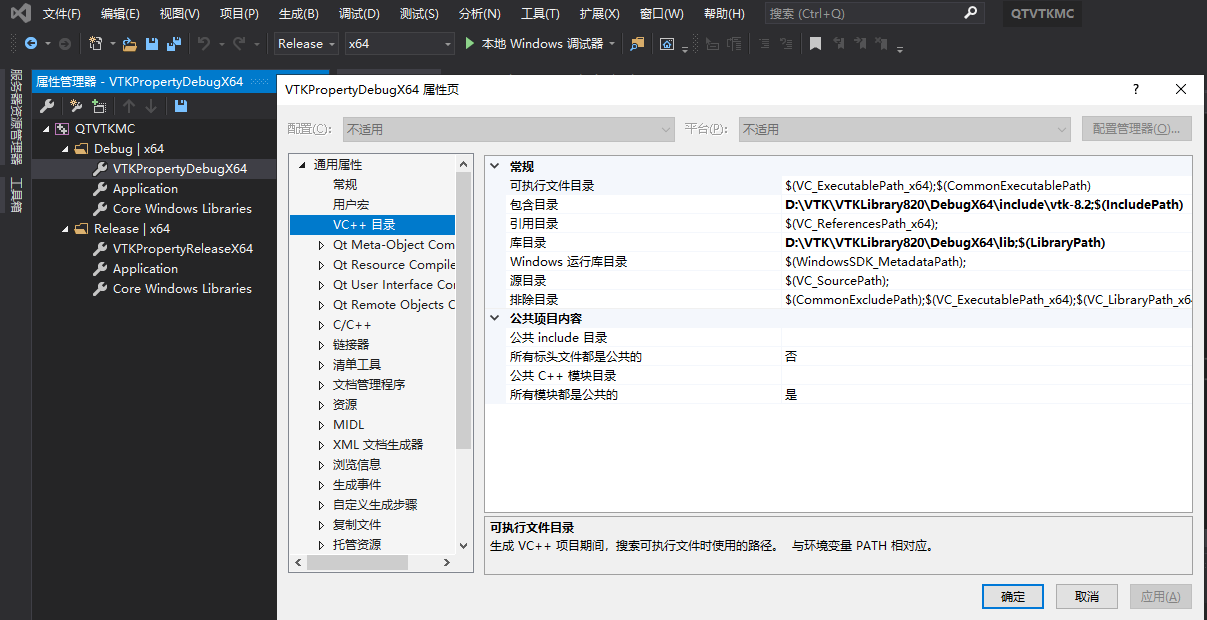 文件(F) 编辑(E) 视图(V) 项目(P) 生成(B) 调试(D) 测试(S) 分析(N) 工具(T) 扩展(X) 窗口(W) 帮助(H) 搜索 (Ctrl+Q) QTVTKMC
Release x64 本地 Windows 调试器
服务器资源管理器
工具箱
属性管理器 - VTKPropertyDebugX64
QTVTKMC
Debug | x64
VTKPropertyDebugX64
Application
Core Windows Libraries
Release | x64
VTKPropertyReleaseX64
Application
Core Windows Libraries
VTKPropertyDebugX64 属性页
配置(C): 不适用 平台(P): 不适用 配置管理器(O)...
通用属性
常规
用户宏
VC++ 目录
Qt Meta-Object Com
Qt Resource Compile
Qt User Interface Co
Qt Remote Objects C
C/C++
链接器
清单工具
文档管理程序
资源
MIDL
XML 文档生成器
浏览信息
生成事件
自定义生成步骤
复制文件
托管资源
常规
可执行文件目录 $(VC_ExecutablePath_x64);$(CommonExecutablePath)
包含目录 D:\VTK\VTKLibrary820\DebugX64\include\vtk-8.2;$(IncludePath)
引用目录 $(VC_ReferencesPath_x64);
库目录 D:\VTK\VTKLibrary820\DebugX64\lib;$(LibraryPath)
Windows 运行库目录 $(WindowsSDK_MetadataPath);
源目录 $(VC_SourcePath);
排除目录 $(CommonExcludePath);$(VC_ExecutablePath_x64);$(VC_LibraryPath_x64
公共项目内容
公共 include 目录
所有标头文件都是公共的 否
公共 C++ 模块目录
所有模块都是公共的 是
可执行文件目录
生成 VC++ 项目期间，搜索可执行文件时使用的路径。 与环境变量 PATH 相对应。
确定 取消 应用(A)